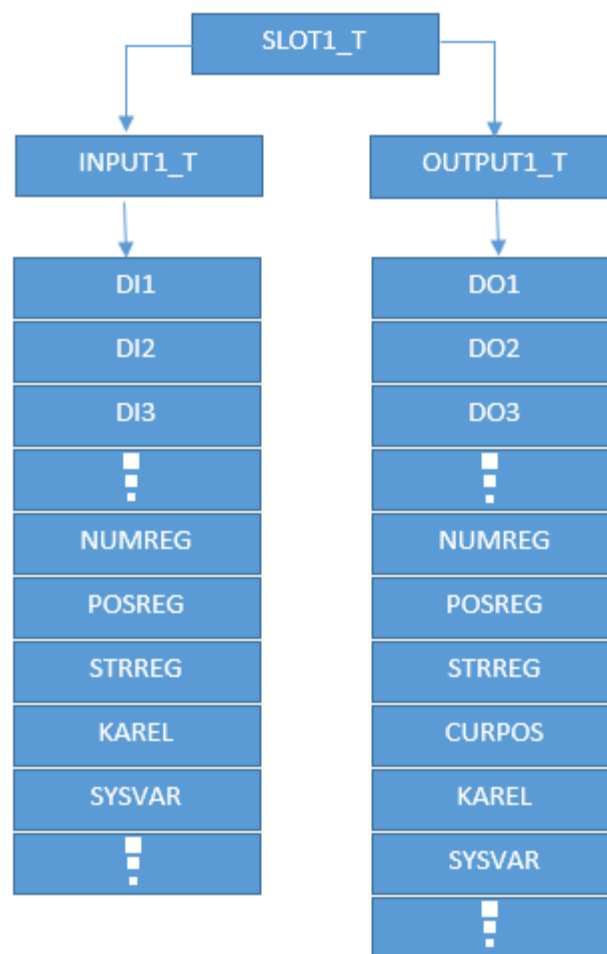 SLOT1_T
INPUT1_T
OUTPUT1_T
DI1
DI2
DI3
NUMREG
POSREG
STRREG
KAREL
SYSVAR
DO1
DO2
DO3
NUMREG
POSREG
STRREG
CURPOS
KAREL
SYSVAR